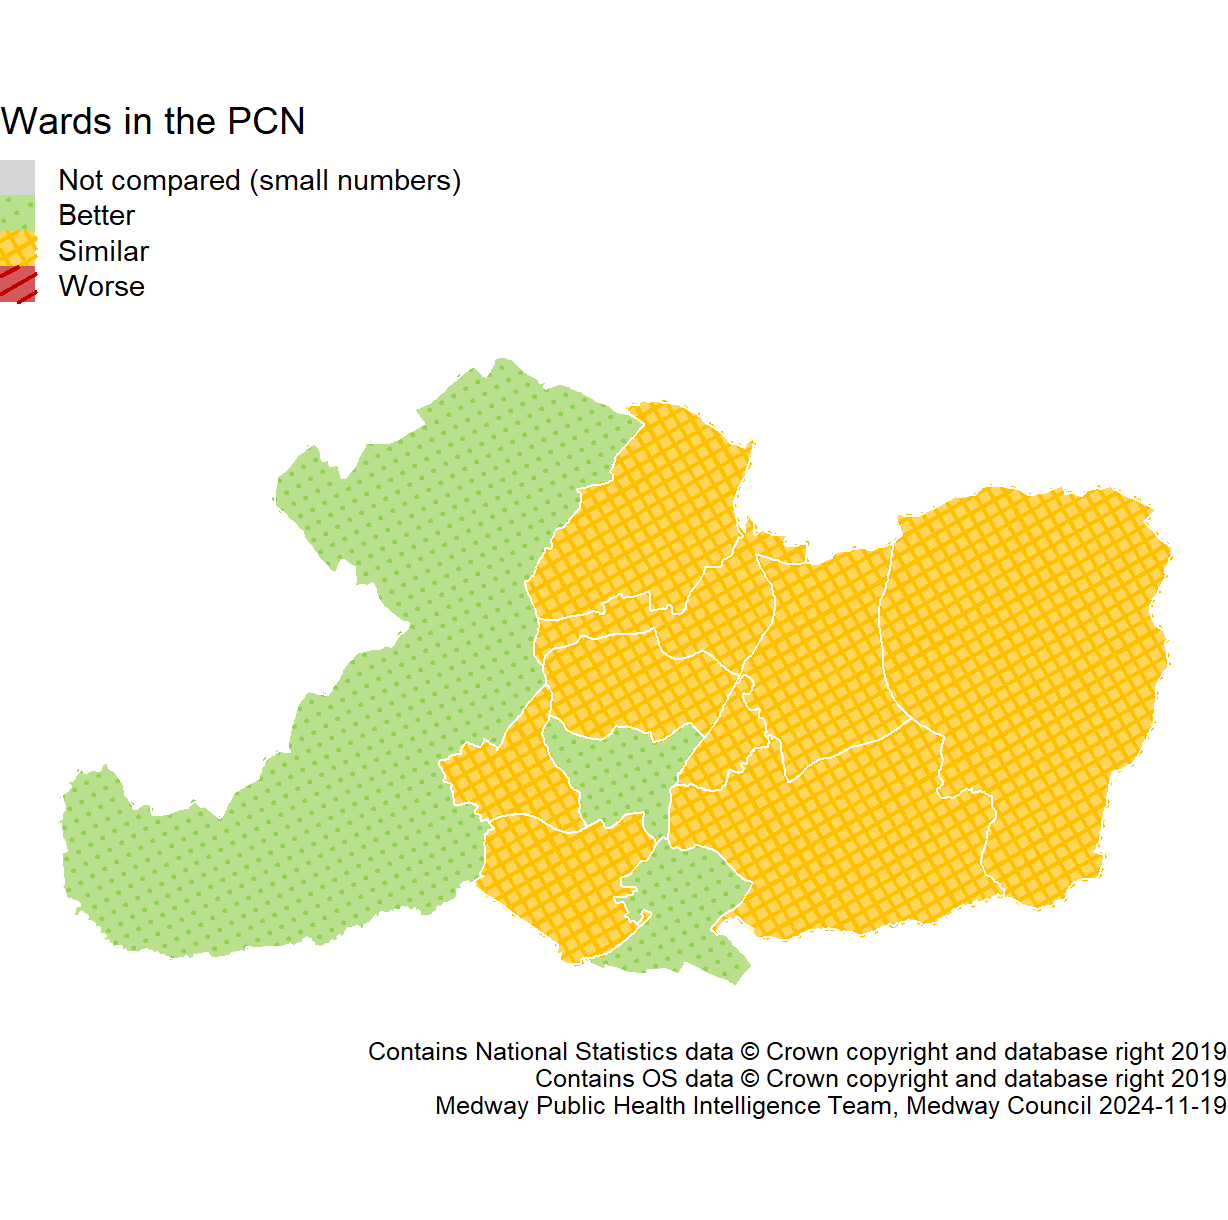 Wards in the PCN
Not compared (small numbers)
Better
Similar
Worse
Contains National Statistics data © Crown copyright and database right 2019
Contains OS data © Crown copyright and database right 2019
Medway Public Health Intelligence Team, Medway Council 2024-11-19